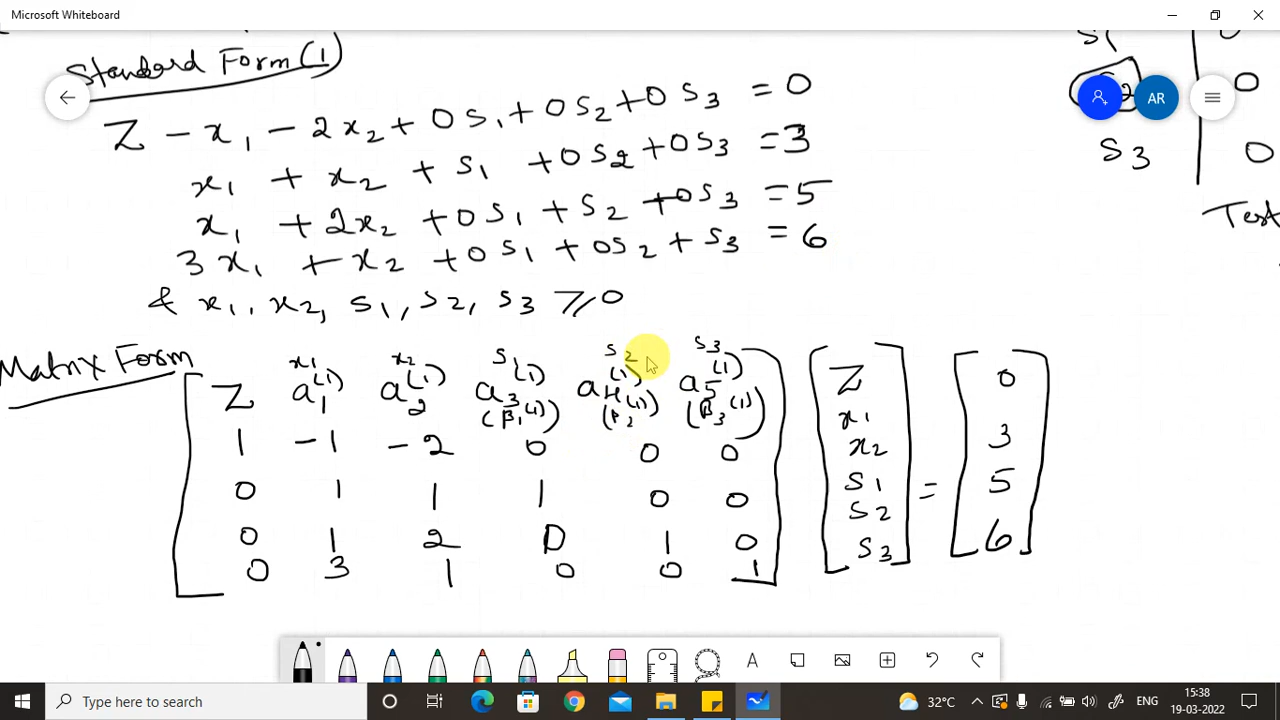 Microsoft Whiteboard
Standard Form (1)
Z - x₁ - 2x₂ + 0s₁ + 0s₂ + 0s₃ = 0
x₁ + x₂ + s₁ + 0s₂ + 0s₃ = 3
x₁ + 2x₂ + 0s₁ + s₂ + 0s₃ = 5
3x₁ + x₂ + 0s₁ + 0s₂ + s₃ = 6
& x₁, x₂, s₁, s₂, s₃ ≥ 0
s₁
2 0
s₃ 0
Test
AR
Matrix Form
x₁ x₂ s₁ s₂ s₃
Z a₁⁽¹⁾ a₂⁽¹⁾ a₃⁽¹⁾ a₄⁽¹⁾ a₅⁽¹⁾
(β₁⁽¹⁾) (β₂⁽¹⁾) (β₃⁽¹⁾)
1 -1 -2 0 0 0
0 1 1 1 0 0
0 1 2 0 1 0
0 3 1 0 0 1
Z
x₁
x₂
s₁
s₂
s₃
=
0
3
5
6
A
Type here to search
32°C
ENG
15:38
19-03-2022